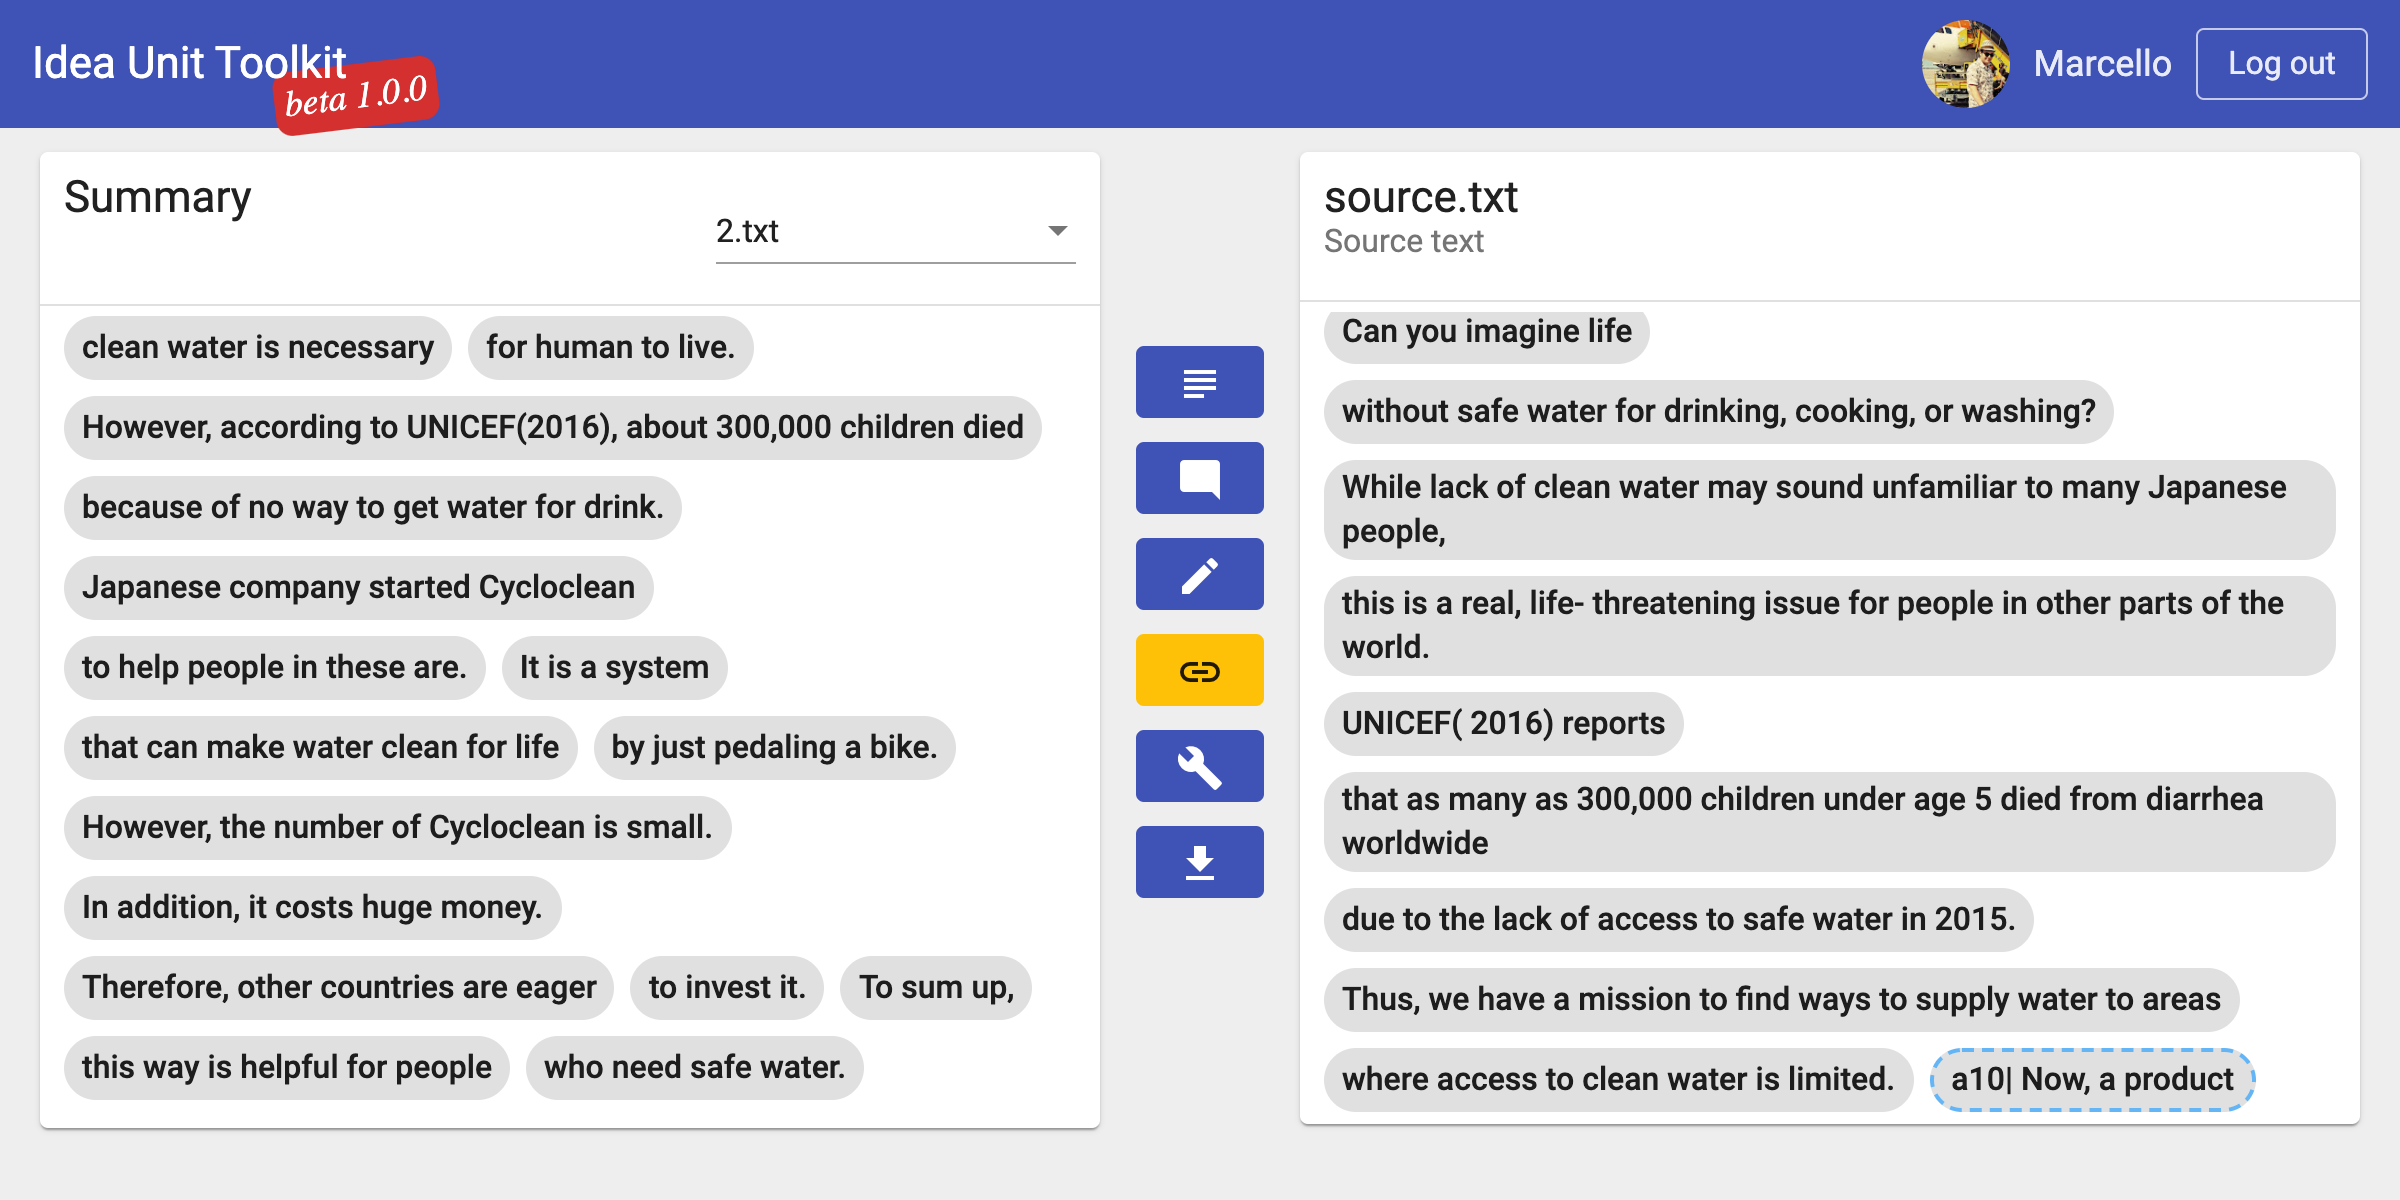 Idea Unit Toolkit
beta 1.0.0
Marcello
Log out
Summary
2.txt
clean water is necessary
for human to live.
However, according to UNICEF(2016), about 300,000 children died
because of no way to get water for drink.
Japanese company started Cycloclean
to help people in these are.
It is a system
that can make water clean for life
by just pedaling a bike.
However, the number of Cycloclean is small.
In addition, it costs huge money.
Therefore, other countries are eager
to invest it.
To sum up,
this way is helpful for people
who need safe water.
source.txt
Source text
Can you imagine life
without safe water for drinking, cooking, or washing?
While lack of clean water may sound unfamiliar to many Japanese
people,
this is a real, life- threatening issue for people in other parts of the
world.
UNICEF( 2016) reports
that as many as 300,000 children under age 5 died from diarrhea
worldwide
due to the lack of access to safe water in 2015.
Thus, we have a mission to find ways to supply water to areas
where access to clean water is limited.
a10| Now, a product